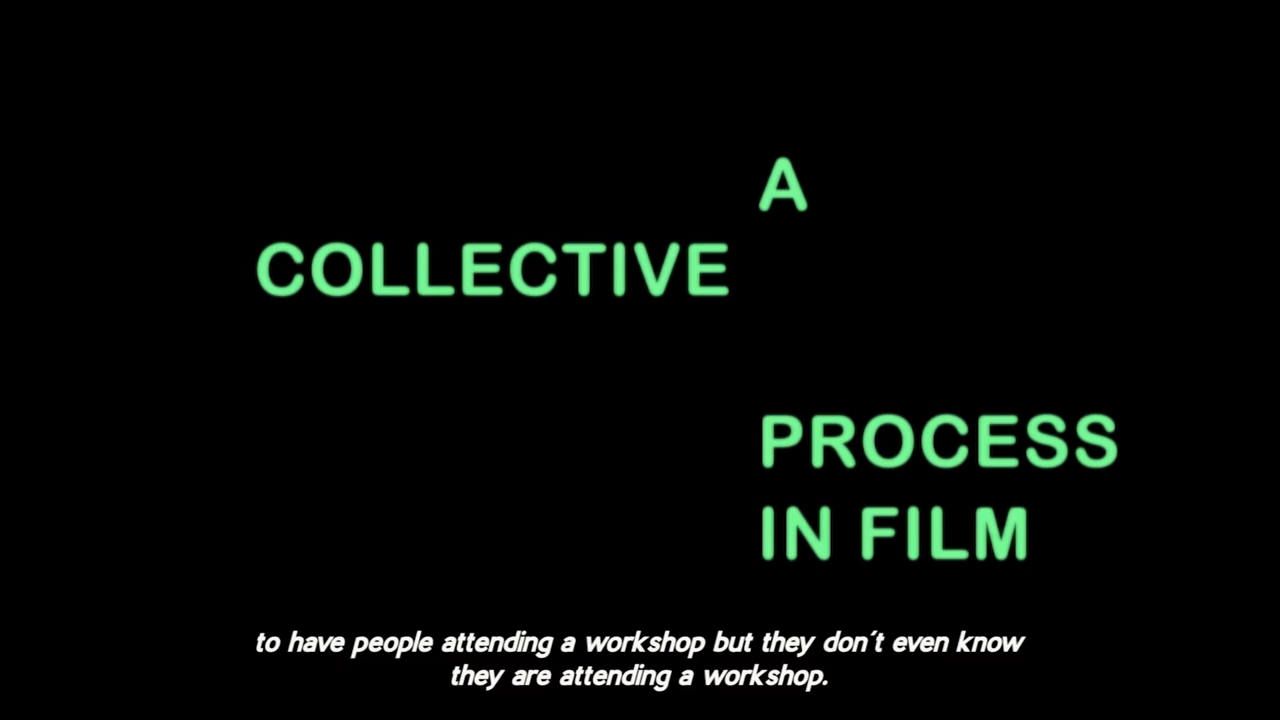 A
COLLECTIVE
PROCESS
IN FILM
to have people attending a workshop but they don´t even know
they are attending a workshop.